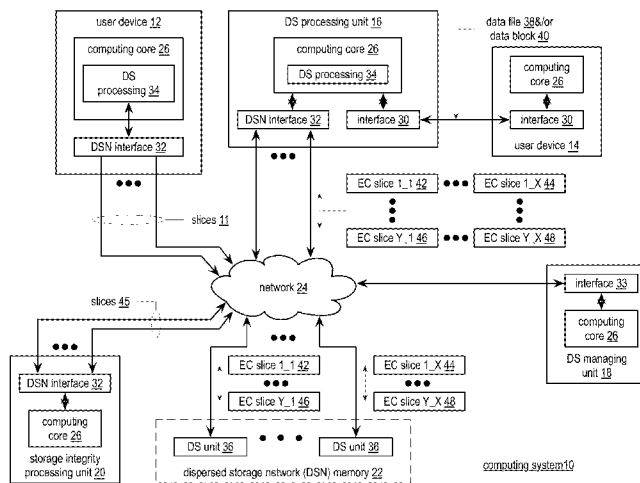 user device 12
computing core 26
DS
processing 34
DSN interface 32
DS processing unit 16
computing core 26
DS processing 34
DSN interface 32
interface 30
data file 38&/or
data block 40
computing
core 26
interface 30
user device 14
slices 11
EC slice 1_1 42
EC slice 1_X 44
EC slice Y_1 46
EC slice Y_X 48
network 24
interface 33
computing
core 26
DS managing
unit 18
slices 45
DSN interface 32
computing
core 26
storage integrity
processing unit 20
EC slice 1_1 42
EC slice 1_X 44
EC slice Y_1 46
EC slice Y_X 48
DS unit 36
DS unit 36
dispersed storage network (DSN) memory 22
computing system 10